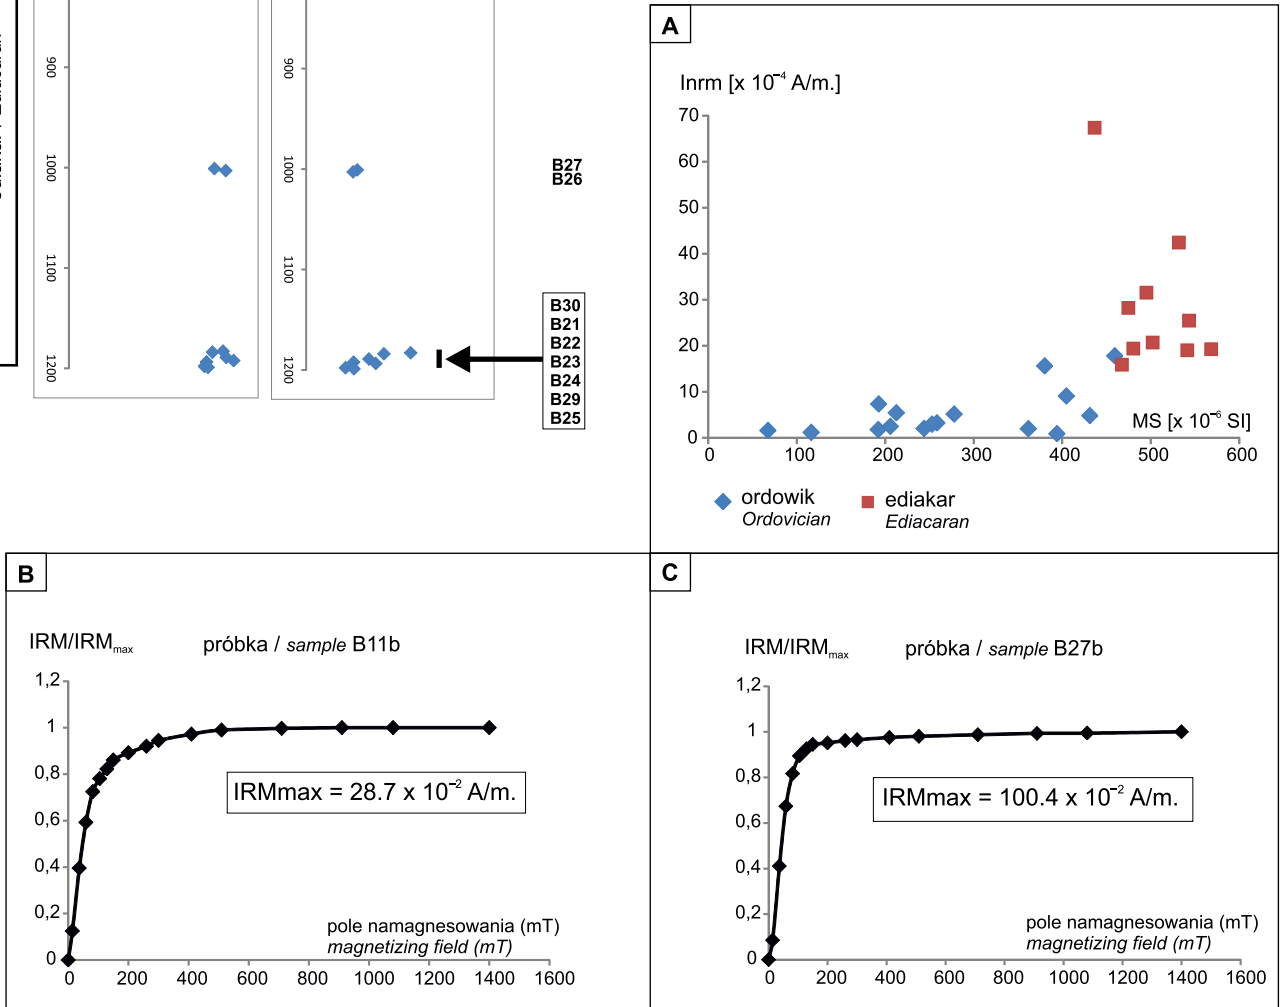 900
1000
1100
1200
900
1000
1100
1200
B27
B26
B30
B21
B22
B23
B24
B29
B25
A
Inrm [x 10⁻⁴ A/m.]
70
60
50
40
30
20
10
0
MS [x 10⁻⁶ SI]
0 100 200 300 400 500 600
ordowik
Ordovician
ediakar
Ediacaran
B
IRM/IRMmax
próbka / sample B11b
1,2
1
0,8
0,6
0,4
0,2
0
IRMmax = 28.7 x 10⁻² A/m.
pole namagnesowania (mT)
magnetizing field (mT)
0 200 400 600 800 1000 1200 1400 1600
C
IRM/IRMmax
próbka / sample B27b
1,2
1
0,8
0,6
0,4
0,2
0
IRMmax = 100.4 x 10⁻² A/m.
pole namagnesowania (mT)
magnetizing field (mT)
0 200 400 600 800 1000 1200 1400 1600